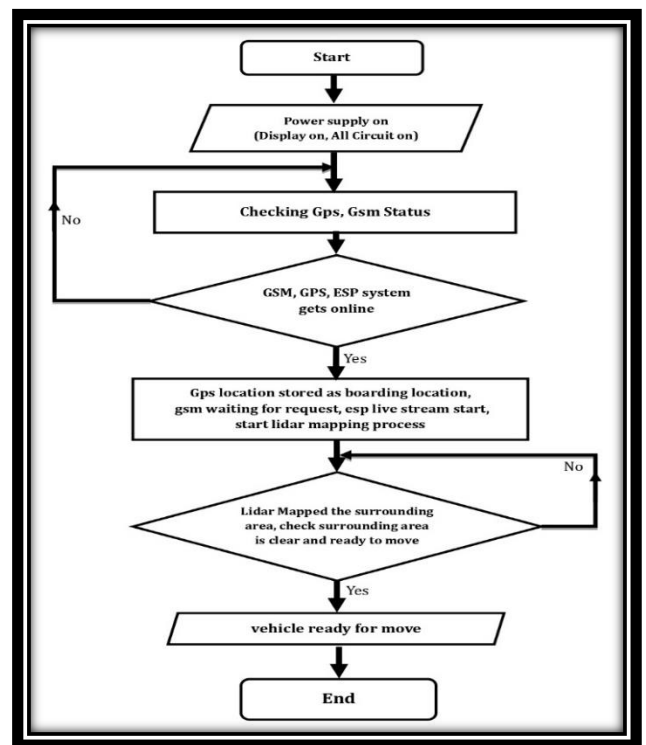 Start
Power supply on
(Display on, All Circuit on)
No
Checking Gps, Gsm Status
GSM, GPS, ESP system
gets online
Yes
Gps location stored as boarding location,
gsm waiting for request, esp live stream start,
start lidar mapping process
No
Lidar Mapped the surrounding
area, check surrounding area
is clear and ready to move
Yes
vehicle ready for move
End